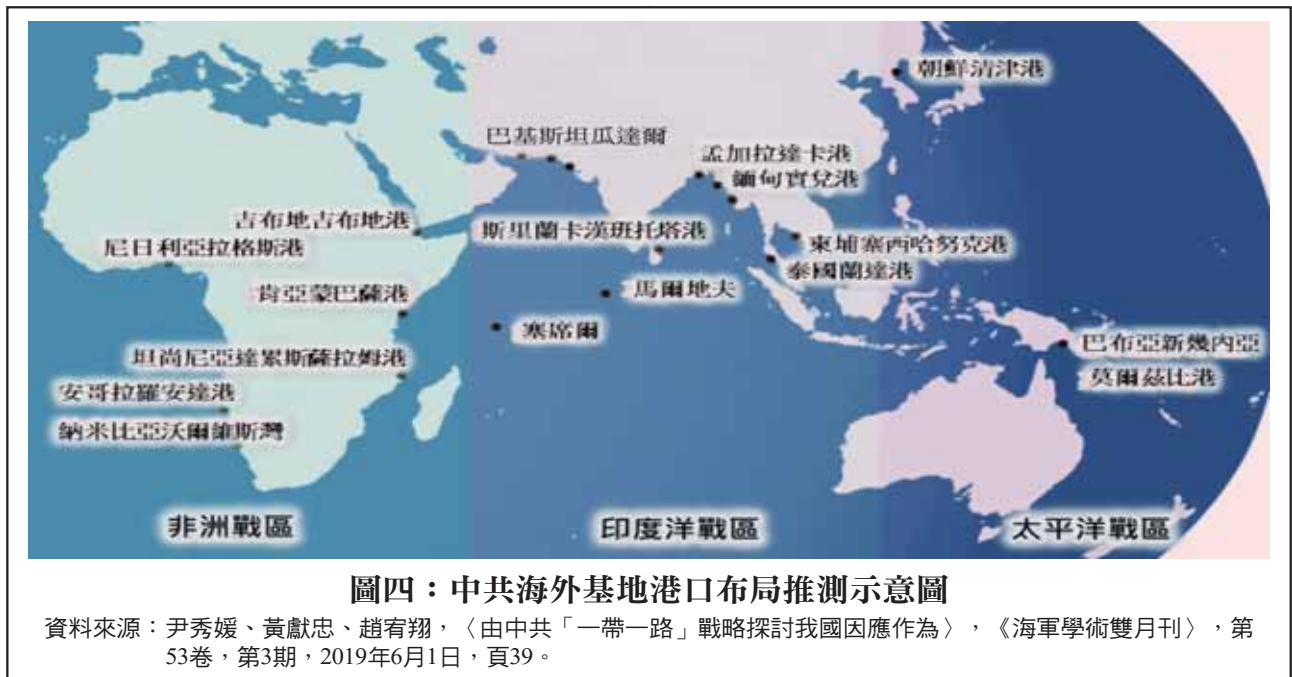 朝鮮清津港
巴基斯坦瓜達爾
孟加拉達卡港
緬甸實兌港
吉布地吉布地港
斯里蘭卡漢班托塔港
尼日利亞拉格斯港
柬埔寨西哈努克港
泰國蘭達港
肯亞蒙巴薩港
馬爾地夫
塞席爾
巴布亞新幾內亞
莫爾茲比港
坦尚尼亞達累斯薩拉姆港
安哥拉羅安達港
納米比亞沃爾維斯灣
非洲戰區
印度洋戰區
太平洋戰區
圖四：中共海外基地港口布局推測示意圖
資料來源：尹秀媛、黃獻忠、趙宥翔，〈由中共「一帶一路」戰略探討我國因應作為〉，《海軍學術雙月刊〉，第
53卷，第3期，2019年6月1日，頁39。